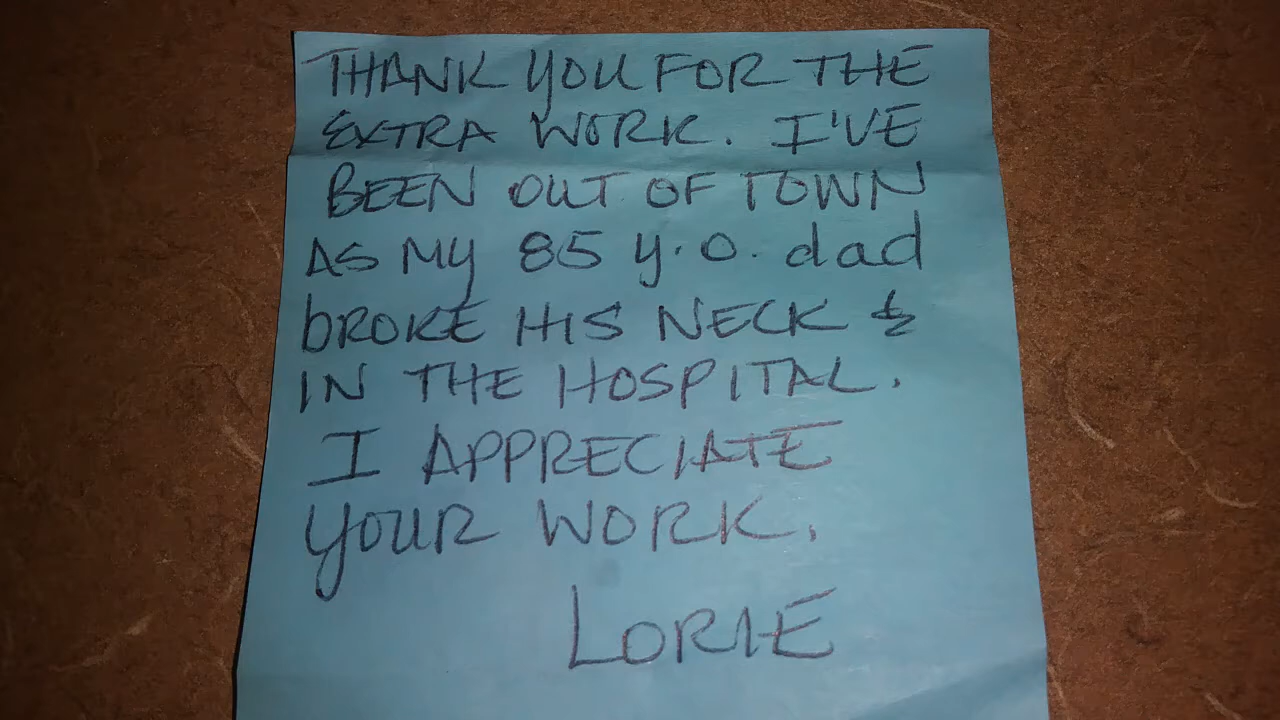 THANK YOU FOR THE
EXTRA WORK. I'VE
BEEN OUT OF TOWN
AS MY 85 y.o. dad
bROKE HIS NECK &
IN THE HOSPITAL.
I APPRECIATE
YOUR WORK.
LORIE